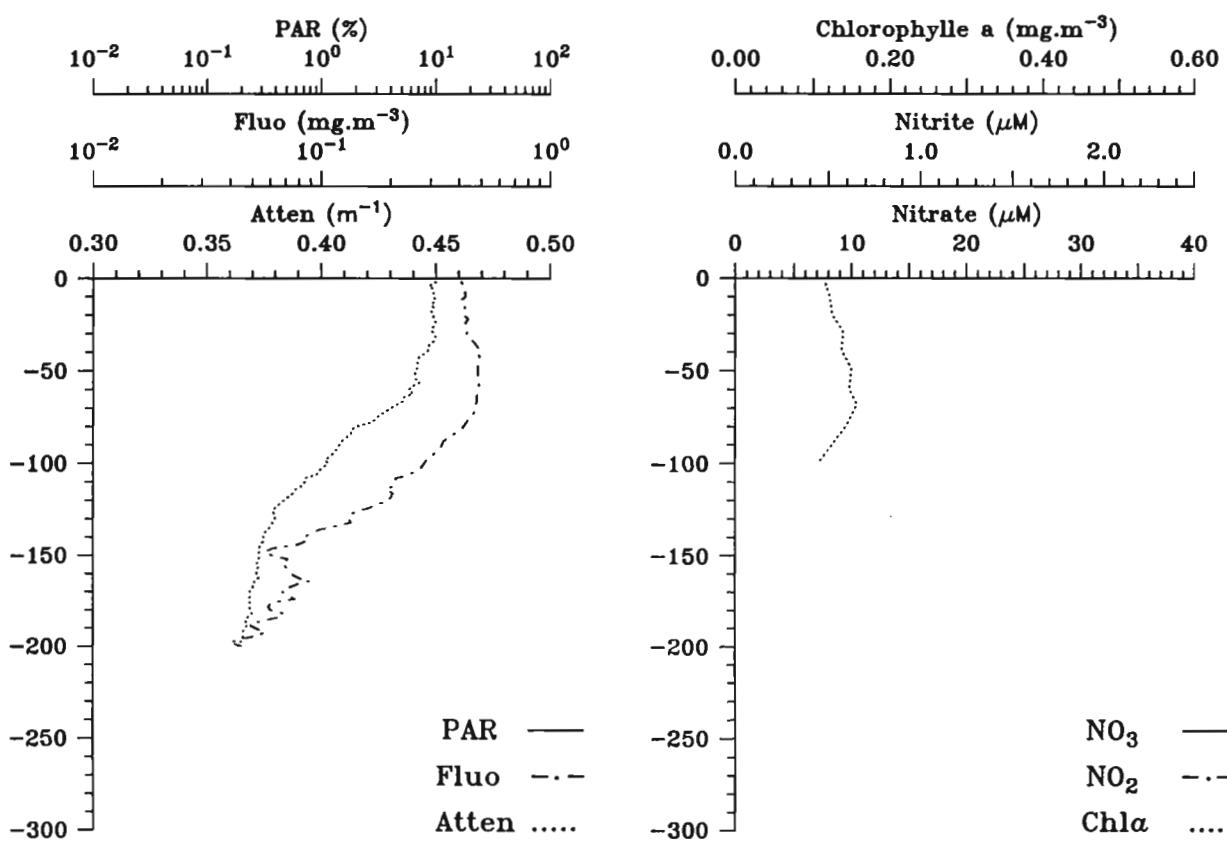 PAR (%)
10⁻² 10⁻¹ 10⁰ 10¹ 10²
Fluo (mg.m⁻³)
10⁻² 10⁻¹ 10⁰
Atten (m⁻¹)
0.30 0.35 0.40 0.45 0.50
0
−50
−100
−150
−200
−250
−300
PAR
Fluo
Atten
Chlorophylle a (mg.m⁻³)
0.00 0.20 0.40 0.60
Nitrite (μM)
0.0 1.0 2.0
Nitrate (μM)
0 10 20 30 40
0
−50
−100
−150
−200
−250
−300
NO₃
NO₂
Chla